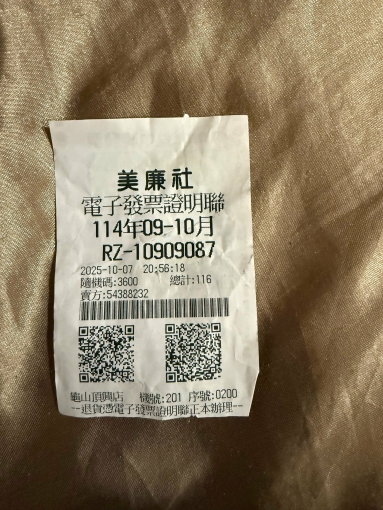 美廉社
電子發票證明聯
114年09-10月
RZ-10909087
2025-10-07 20:56:18
隨機碼:3600 總計:116
賣方:54388232
龜山頂興店 機號:201 序號:0200
--退貨憑電子發票證明聯正本辦理--